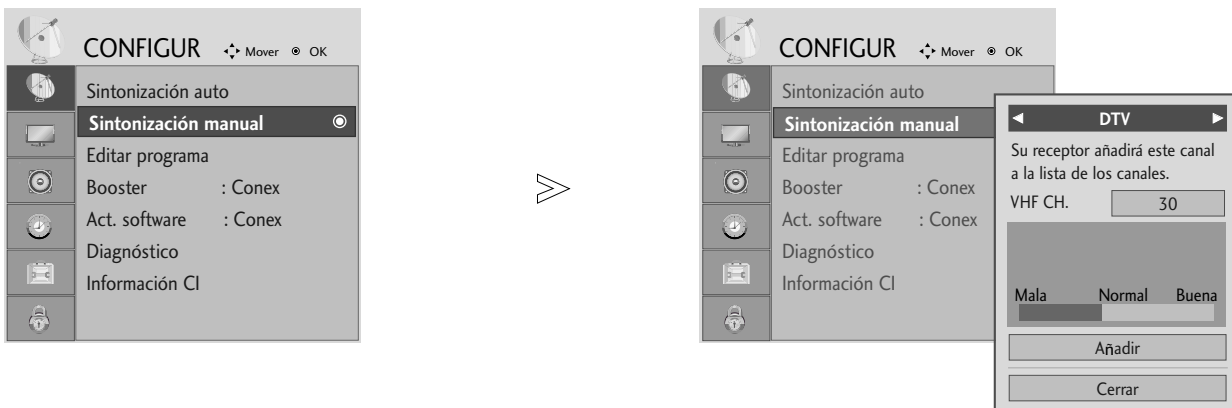 CONFIGUR Mover OK
Sintonización auto
Sintonización manual
Editar programa
Booster : Conex
Act. software : Conex
Diagnóstico
Información CI
CONFIGUR Mover OK
Sintonización auto
Sintonización manual
Editar programa
Booster : Conex
Act. software : Conex
Diagnóstico
Información CI
DTV
Su receptor añadirá este canal
a la lista de los canales.
VHF CH. 30
Mala Normal Buena
Añadir
Cerrar